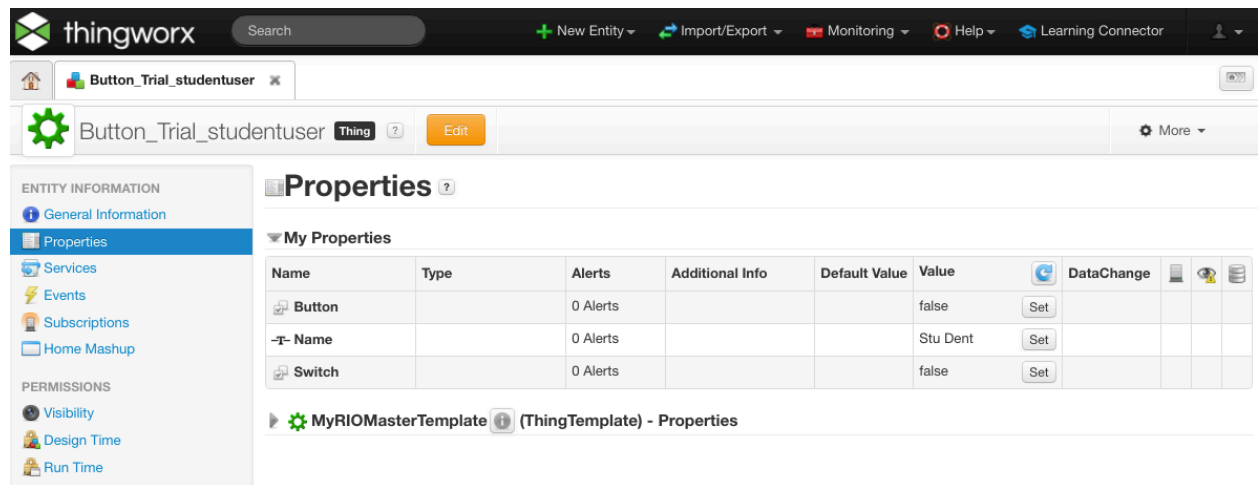 thingworx Search New Entity Import/Export Monitoring Help Learning Connector
Button_Trial_studentuser
Button_Trial_studentuser Thing ? Edit More
ENTITY INFORMATION
General Information
Properties
Services
Events
Subscriptions
Home Mashup
PERMISSIONS
Visibility
Design Time
Run Time
Properties ?
My Properties
Name Type Alerts Additional Info Default Value Value DataChange
Button 0 Alerts false Set
-T- Name 0 Alerts Stu Dent Set
Switch 0 Alerts false Set
MyRIOMasterTemplate (ThingTemplate) - Properties